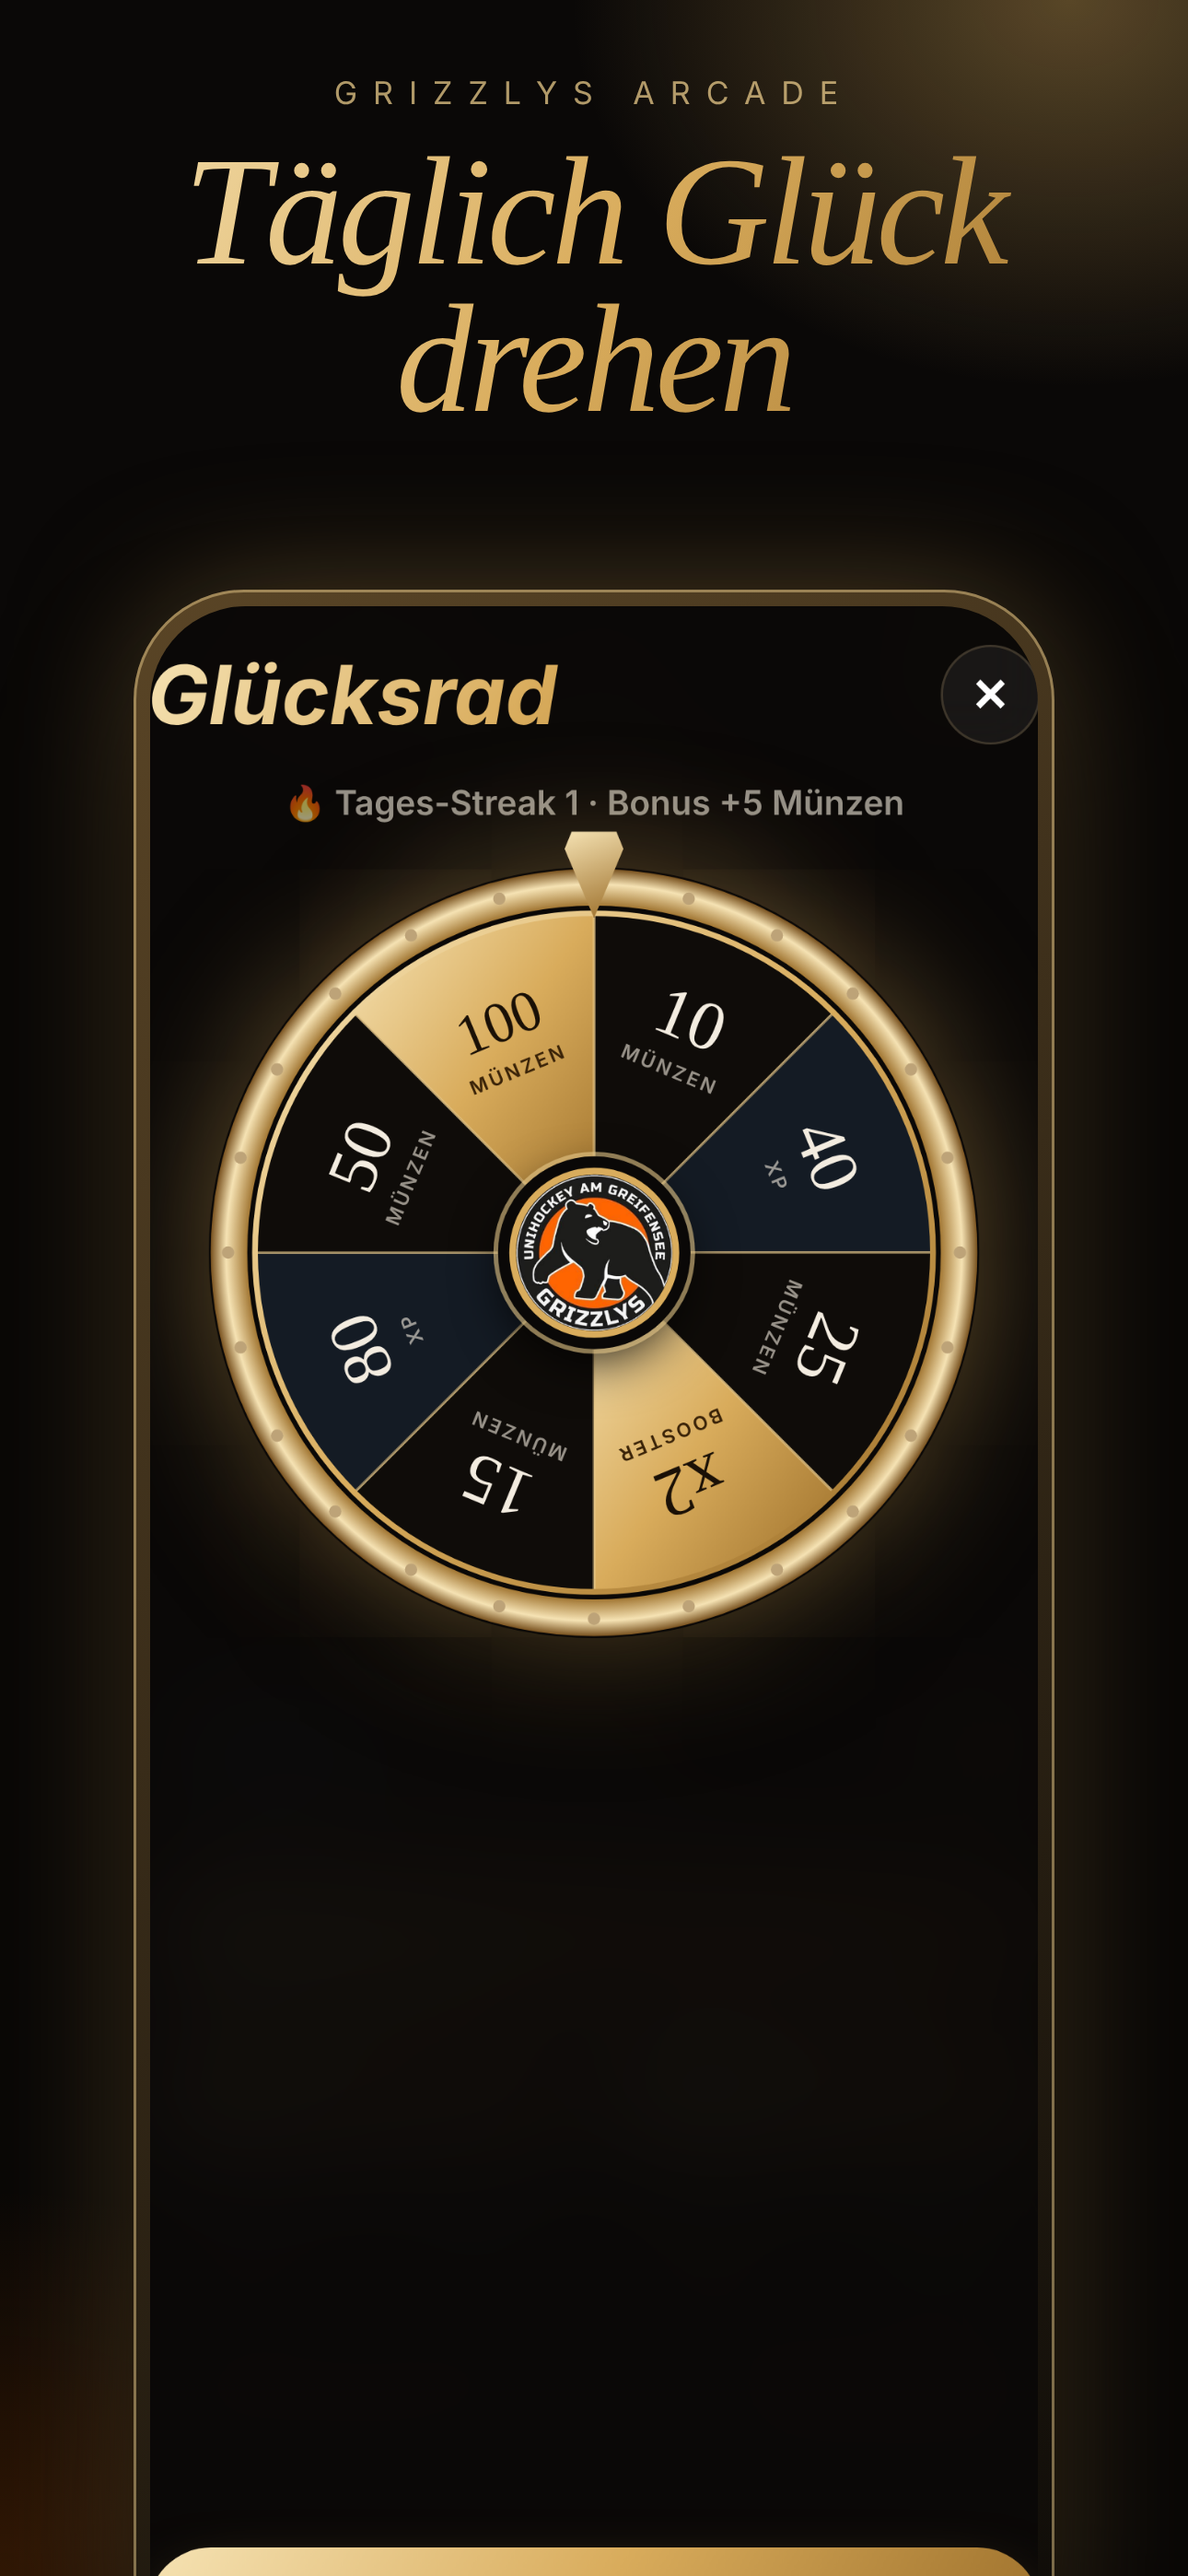 GRIZZLYS ARCADE
Täglich Glück
drehen
Glücksrad
✕
🔥 Tages-Streak 1 · Bonus +5 Münzen
100
MÜNZEN
10
MÜNZEN
40
XP
25
MÜNZEN
x2
BOOSTER
15
MÜNZEN
80
XP
50
MÜNZEN
UNIHOCKEY AM GREIFENSEE
GRIZZLYS